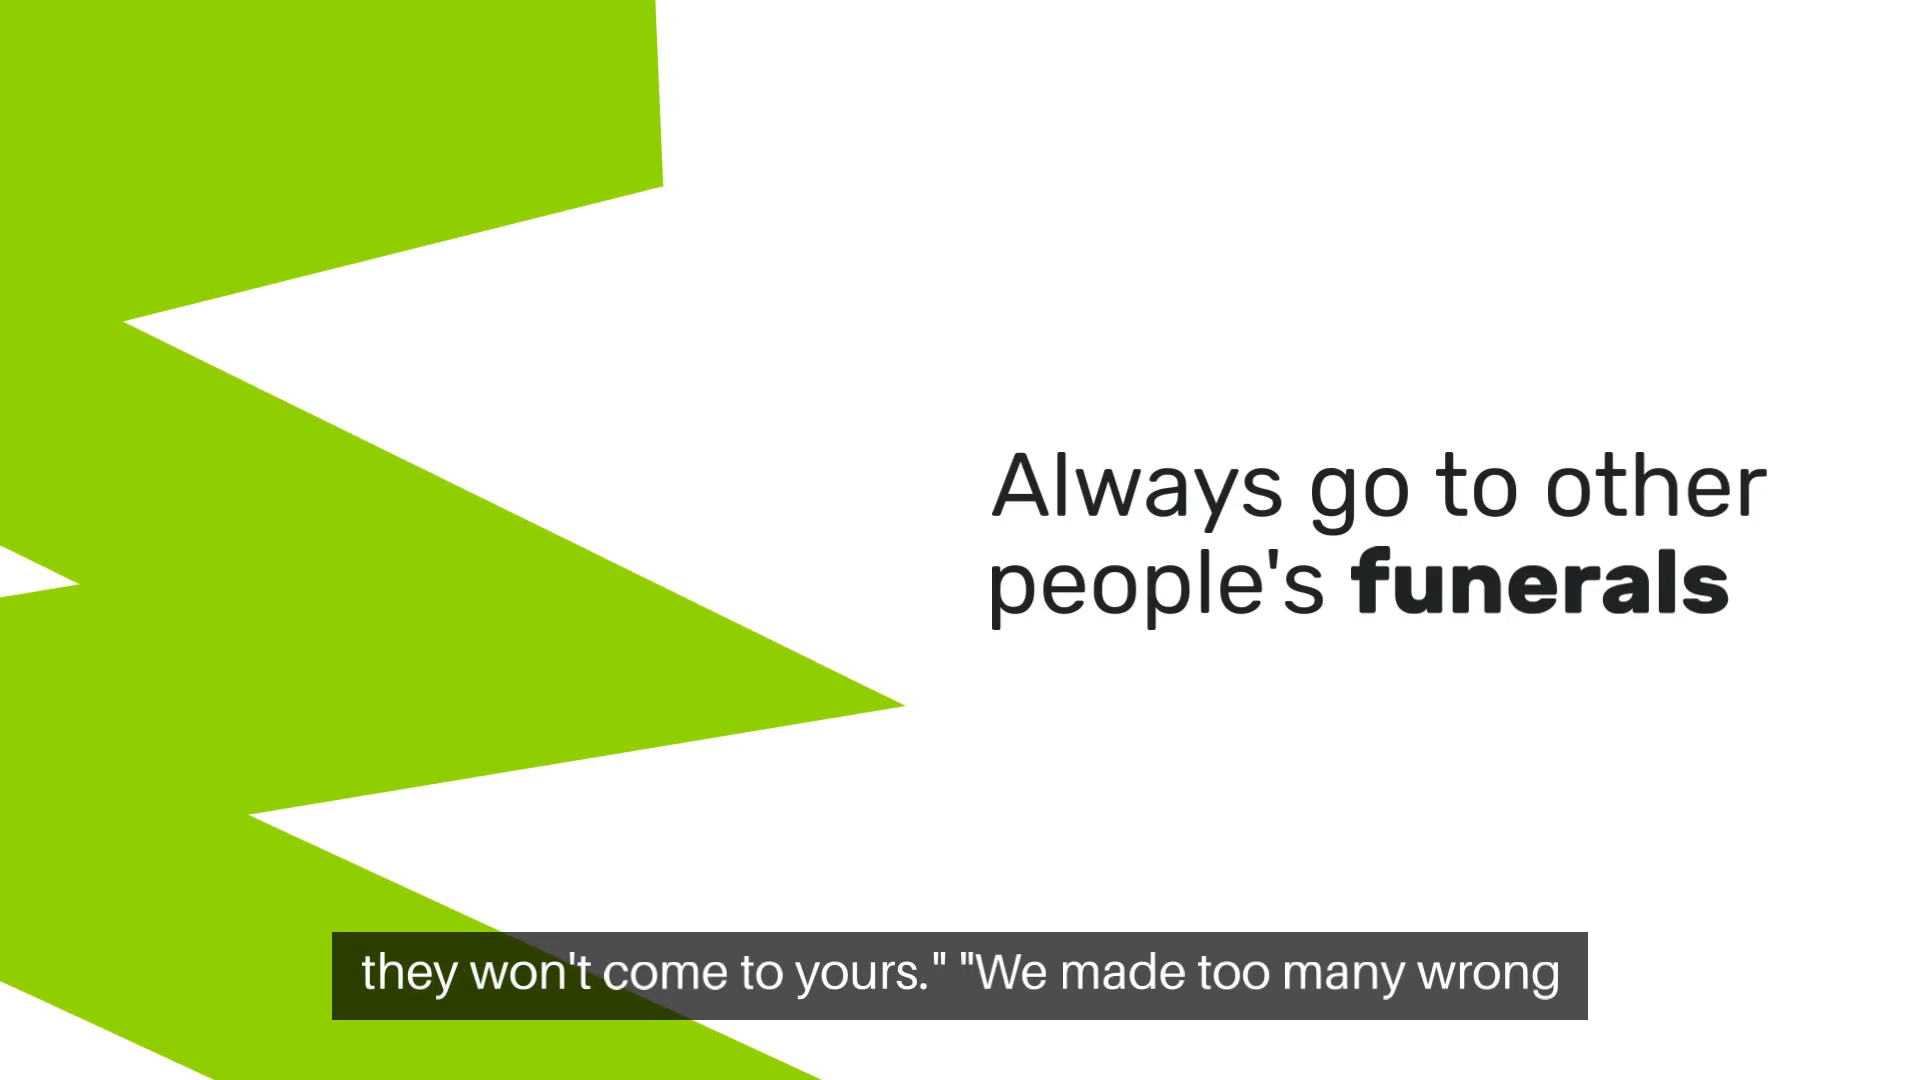 Always go to other
people's funerals
they won't come to yours." "We made too many wrong